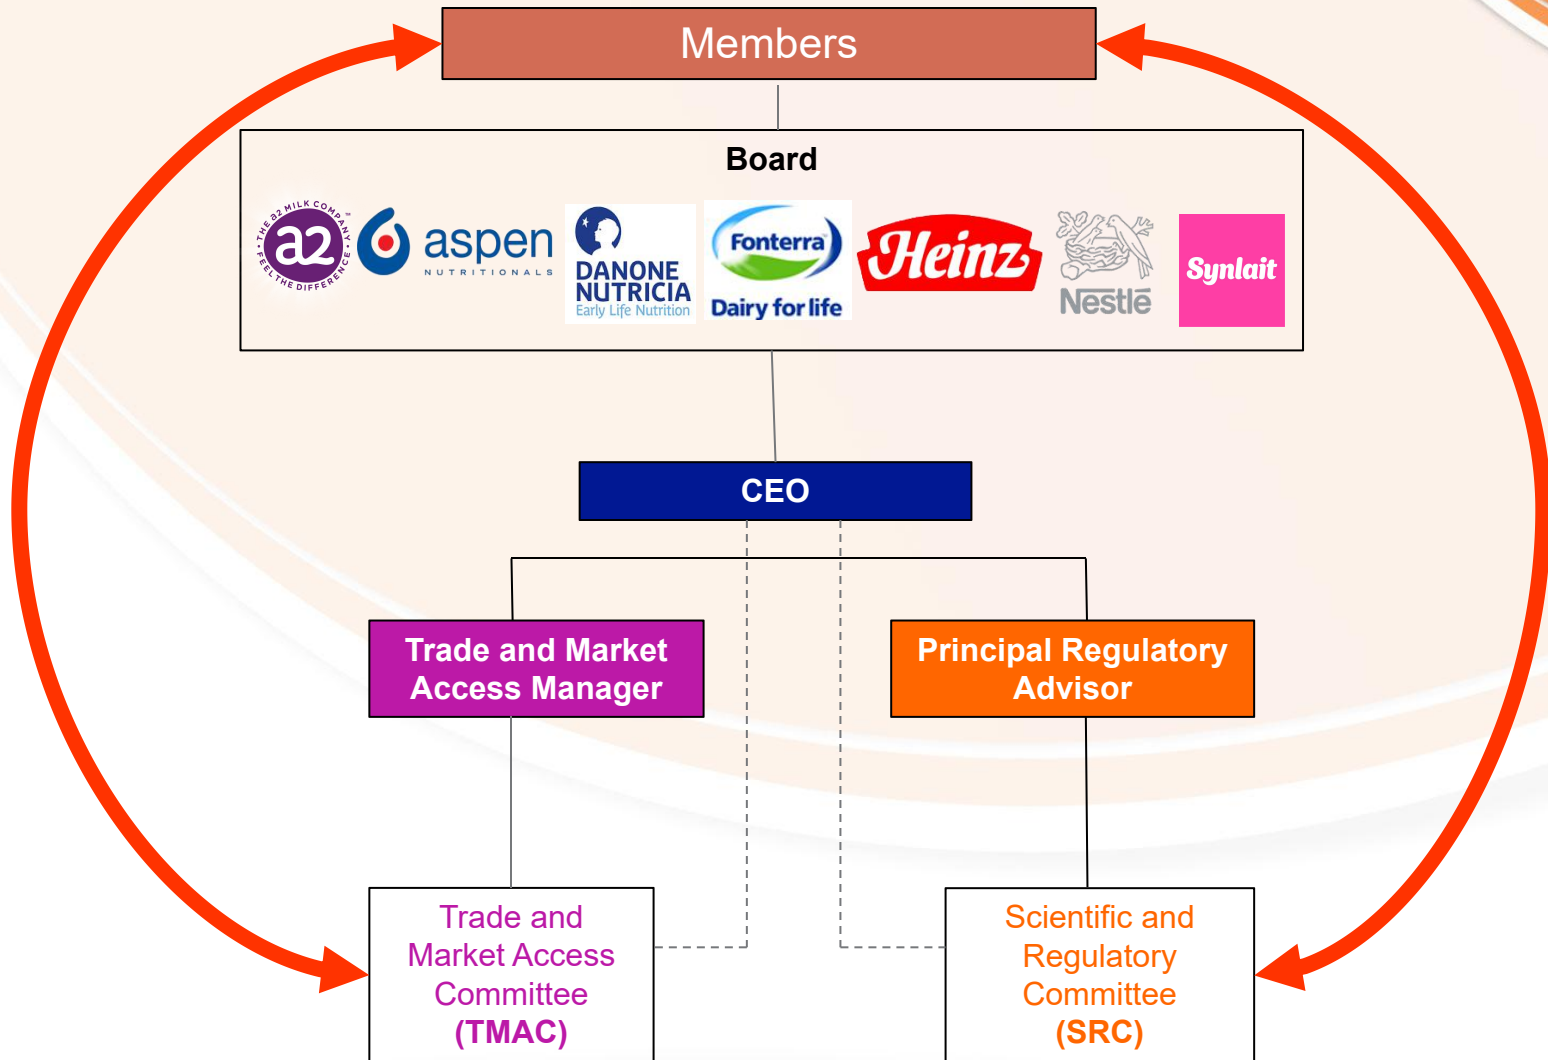 Members
Board
THE a2 MILK COMPANY
a2
FEEL THE DIFFERENCE
aspen
NUTRITIONALS
DANONE
NUTRICIA
Early Life Nutrition
Fonterra
Dairy for life
Heinz
Nestlé
Synlait
CEO
Trade and Market
Access Manager
Principal Regulatory
Advisor
Trade and
Market Access
Committee
(TMAC)
Scientific and
Regulatory
Committee
(SRC)